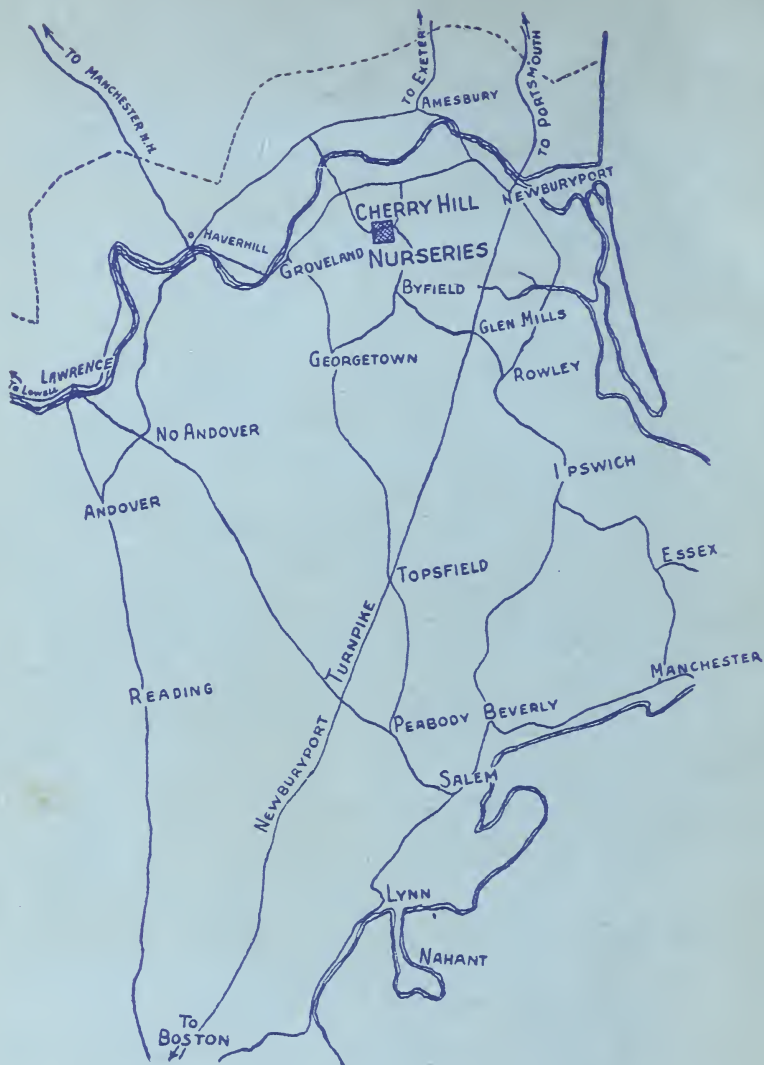 TO MANCHESTER N.H.
TO EXETER
TO PORTSMOUTH
AMESBURY
NEWBURYPORT
CHERRY HILL
NURSERIES
HAVERHILL
GROVELAND
BYFIELD
GLEN MILLS
GEORGETOWN
ROWLEY
LAWRENCE
LOWELL
NO ANDOVER
IPSWICH
ANDOVER
ESSEX
TOPSFIELD
NEWBURYPORT TURNPIKE
READING
MANCHESTER
PEABODY
BEVERLY
SALEM
LYNN
NAHANT
TO
BOSTON